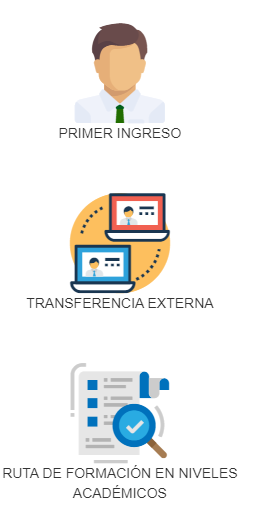 PRIMER INGRESO
TRANSFERENCIA EXTERNA
RUTA DE FORMACIÓN EN NIVELES
ACADÉMICOS